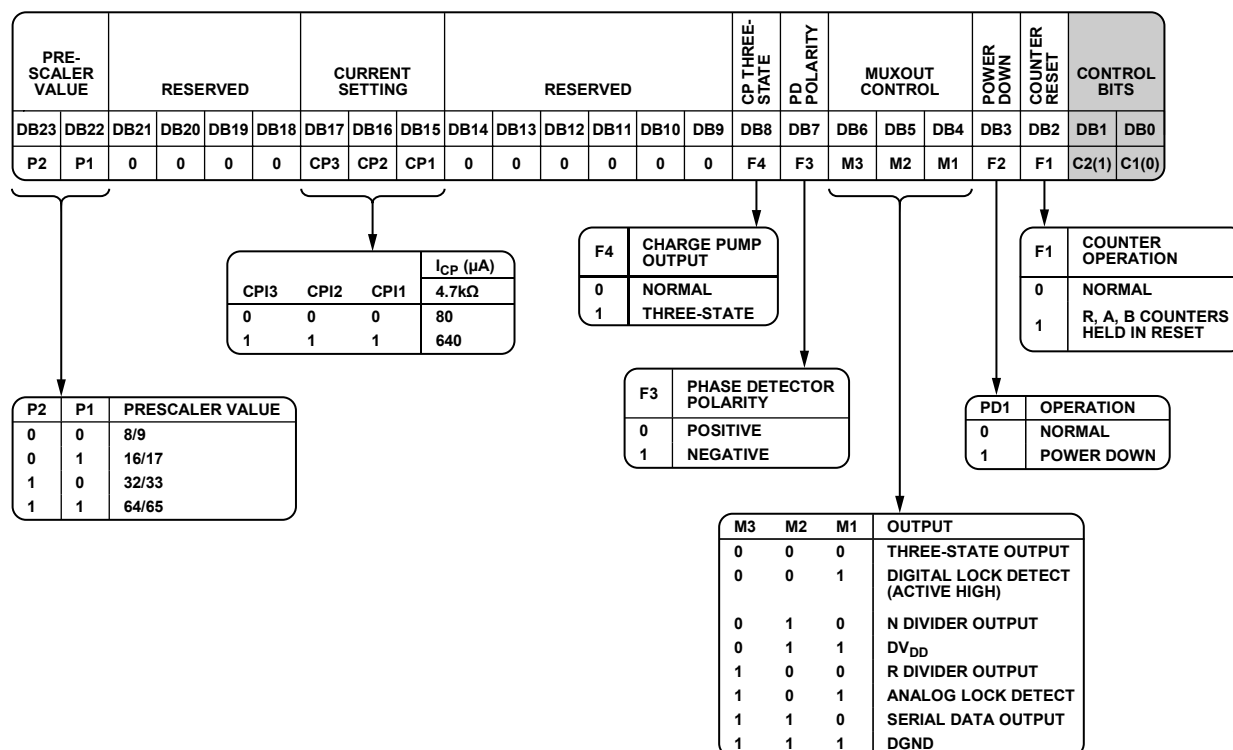 PRE-
SCALER
VALUE
RESERVED
CURRENT
SETTING
RESERVED
CP THREE-
STATE
PD
POLARITY
MUXOUT
CONTROL
POWER
DOWN
COUNTER
RESET
CONTROL
BITS
DB23 DB22 DB21 DB20 DB19 DB18 DB17 DB16 DB15 DB14 DB13 DB12 DB11 DB10 DB9 DB8 DB7 DB6 DB5 DB4 DB3 DB2 DB1 DB0
P2 P1 0 0 0 0 CP3 CP2 CP1 0 0 0 0 0 0 F4 F3 M3 M2 M1 F2 F1 C2(1) C1(0)
ICP (µA)
CPI3 CPI2 CPI1 4.7kΩ
0 0 0 80
1 1 1 640
F4 CHARGE PUMP
OUTPUT
0 NORMAL
1 THREE-STATE
F1 COUNTER
OPERATION
0 NORMAL
1 R, A, B COUNTERS
HELD IN RESET
F3 PHASE DETECTOR
POLARITY
0 POSITIVE
1 NEGATIVE
P2 P1 PRESCALER VALUE
0 0 8/9
0 1 16/17
1 0 32/33
1 1 64/65
PD1 OPERATION
0 NORMAL
1 POWER DOWN
M3 M2 M1 OUTPUT
0 0 0 THREE-STATE OUTPUT
0 0 1 DIGITAL LOCK DETECT
(ACTIVE HIGH)
0 1 0 N DIVIDER OUTPUT
0 1 1 DVDD
1 0 0 R DIVIDER OUTPUT
1 0 1 ANALOG LOCK DETECT
1 1 0 SERIAL DATA OUTPUT
1 1 1 DGND